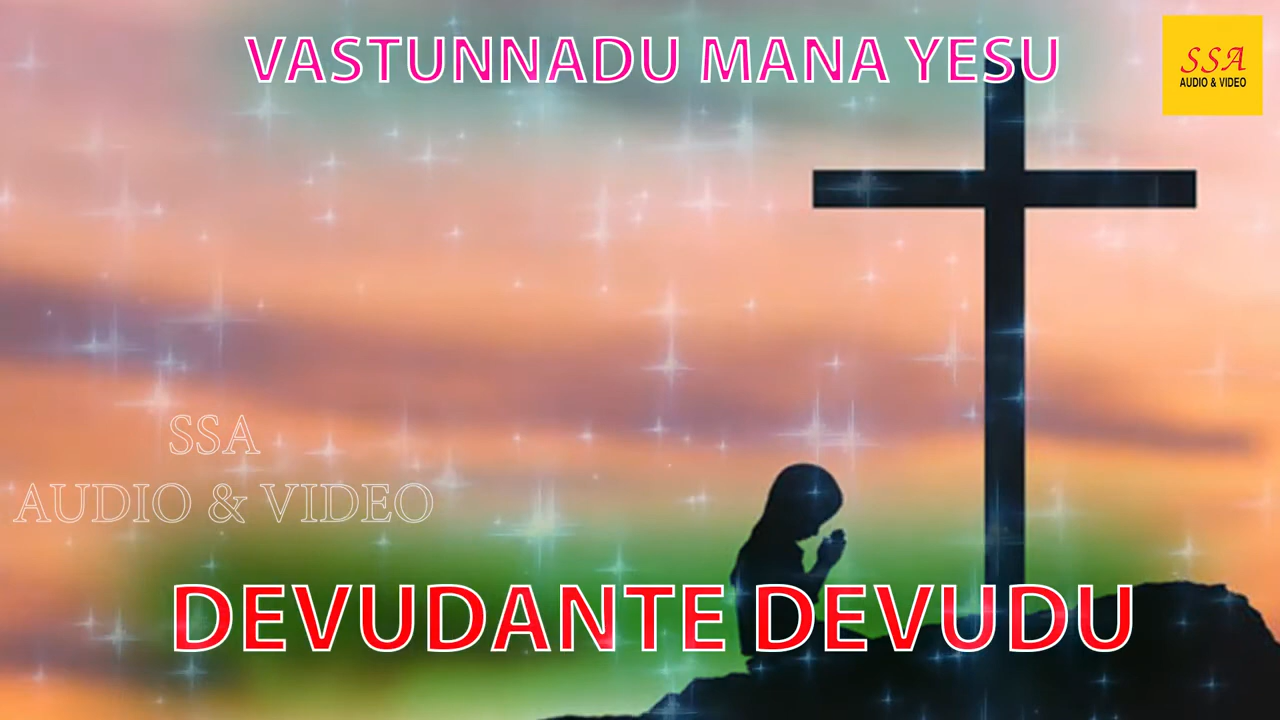 VASTUNNADU MANA YESU
SSA
AUDIO & VIDEO
SSA
AUDIO & VIDEO
DEVUDANTE DEVUDU